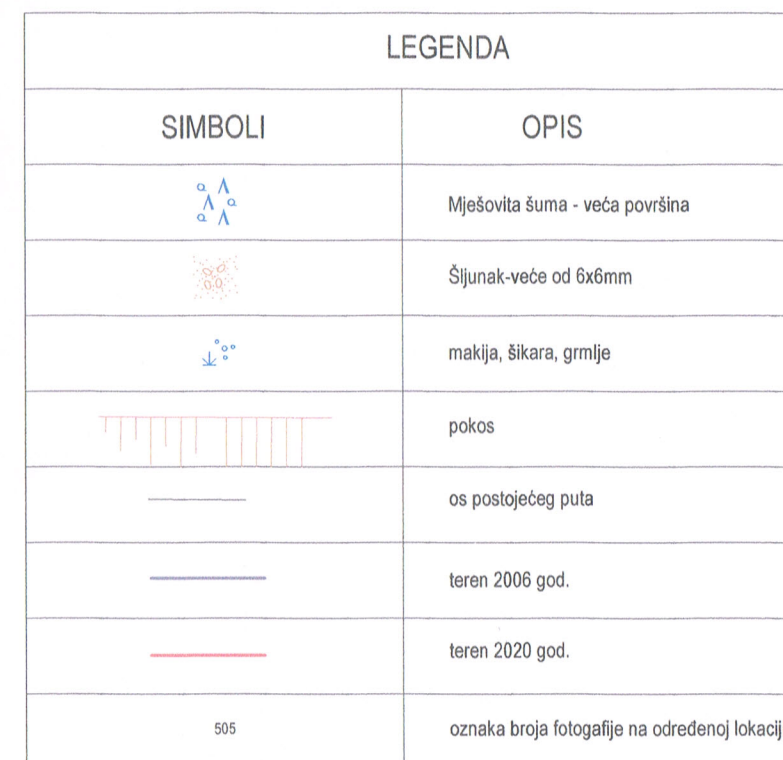 LEGENDA
SIMBOLI OPIS
Mješovita šuma - veća površina
Šljunak-veće od 6x6mm
makija, šikara, grmlje
pokos
os postojećeg puta
teren 2006 god.
teren 2020 god.
505 oznaka broja fotogafije na određenoj lokacij